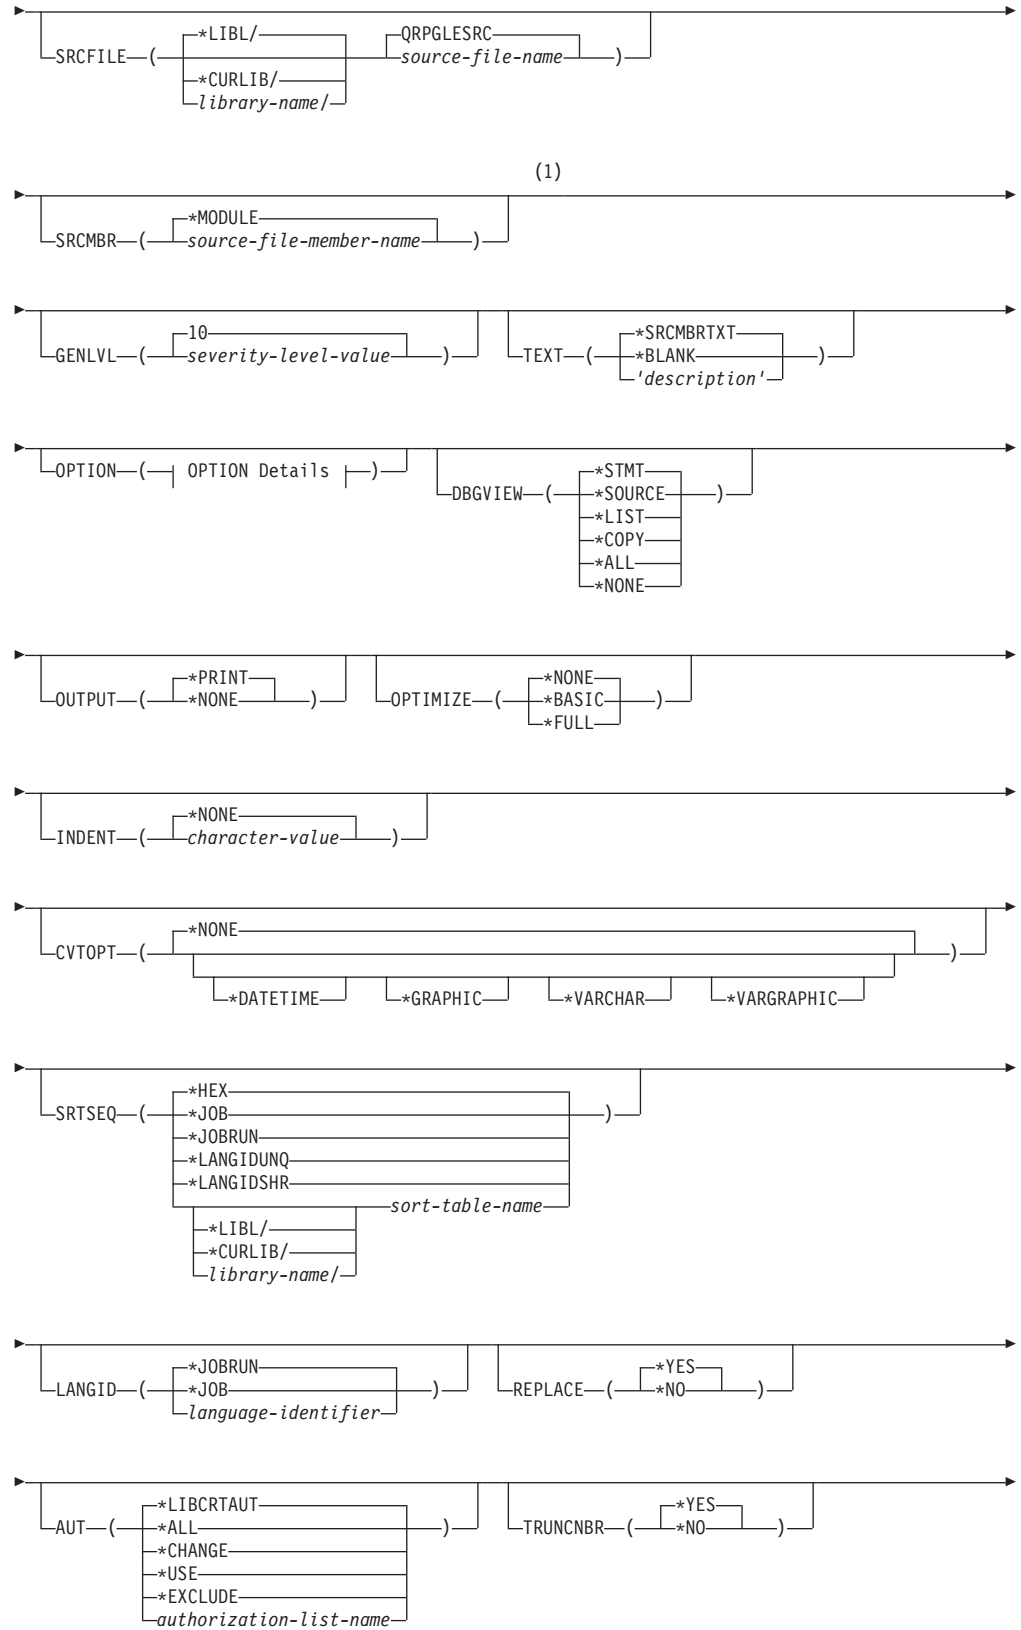 *LIBL/ QRPGLESRC
SRCFILE ( source-file-name )
*CURLIB/
library-name/
(1)
*MODULE
SRCMBR ( source-file-member-name )
10 *SRCMBRTXT
GENLVL ( severity-level-value ) TEXT ( *BLANK )
'description'
OPTION ( OPTION Details ) *STMT
DBGVIEW ( *SOURCE )
*LIST
*COPY
*ALL
*NONE
*PRINT *NONE
OUTPUT ( *NONE ) OPTIMIZE ( *BASIC )
*FULL
*NONE
INDENT ( character-value )
*NONE
CVTOPT ( )
*DATETIME *GRAPHIC *VARCHAR *VARGRAPHIC
*HEX
SRTSEQ ( *JOB )
*JOBRUN
*LANGIDUNQ
*LANGIDSHR
sort-table-name
*LIBL/
*CURLIB/
library-name/
*JOBRUN *YES
LANGID ( *JOB ) REPLACE ( *NO )
language-identifier
*LIBCRTAUT *YES
AUT ( *ALL ) TRUNCNBR ( *NO )
*CHANGE
*USE
*EXCLUDE
authorization-list-name